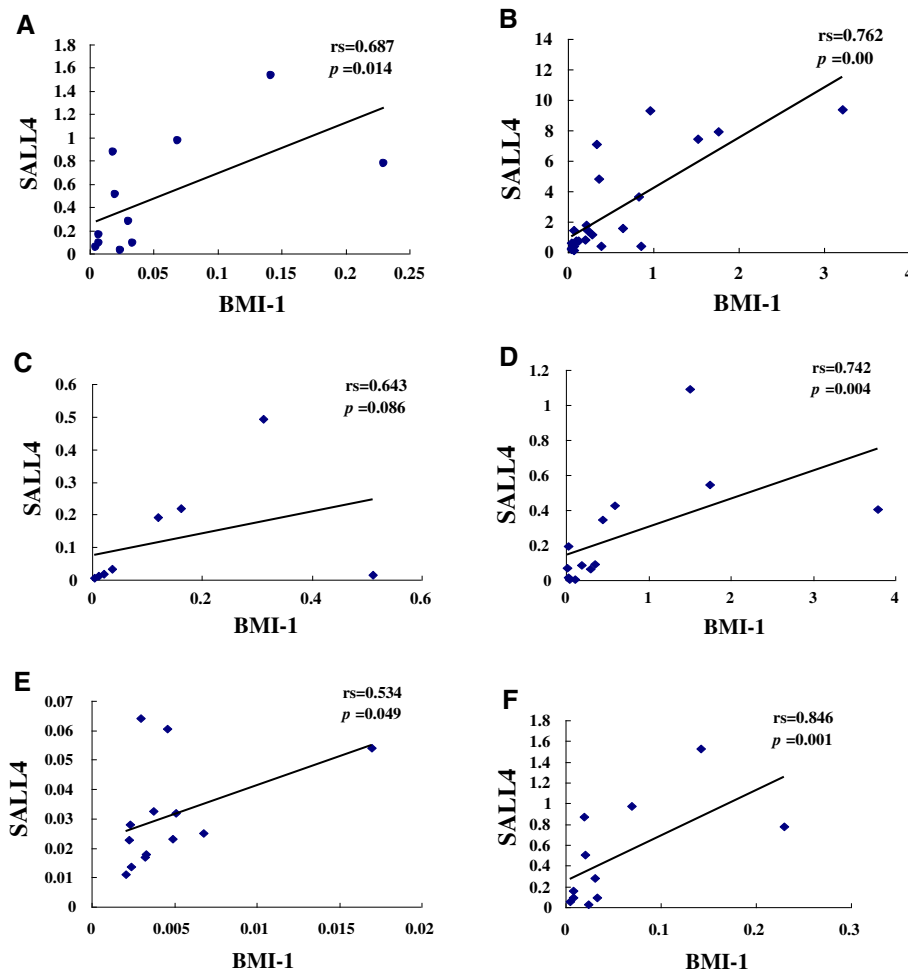 A
rs=0.687
p =0.014
1.8
1.6
1.4
1.2
1
0.8
0.6
0.4
0.2
0
SALL4
0 0.05 0.1 0.15 0.2 0.25
BMI-1
B
rs=0.762
p =0.00
14
12
10
8
6
4
2
0
SALL4
0 1 2 3 4
BMI-1
C
rs=0.643
p =0.086
0.6
0.5
0.4
0.3
0.2
0.1
0
SALL4
0 0.2 0.4 0.6
BMI-1
D
rs=0.742
p =0.004
1.2
1
0.8
0.6
0.4
0.2
0
SALL4
0 1 2 3 4
BMI-1
E
rs=0.534
p =0.049
0.07
0.06
0.05
0.04
0.03
0.02
0.01
0
SALL4
0 0.005 0.01 0.015 0.02
BMI-1
F
rs=0.846
p =0.001
1.8
1.6
1.4
1.2
1
0.8
0.6
0.4
0.2
0
SALL4
0 0.1 0.2 0.3
BMI-1